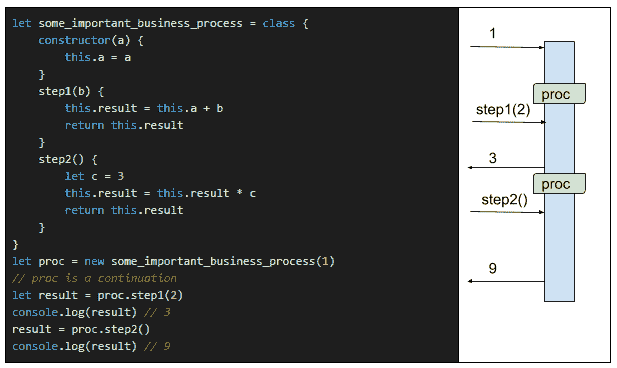 let some_important_business_process = class {
    constructor(a) {
        this.a = a
    }
    step1(b) {
        this.result = this.a + b
        return this.result
    }
    step2() {
        let c = 3
        this.result = this.result * c
        return this.result
    }
}
let proc = new some_important_business_process(1)
// proc is a continuation
let result = proc.step1(2)
console.log(result) // 3
result = proc.step2()
console.log(result) // 9
1
proc
step1(2)
3
proc
step2()
9